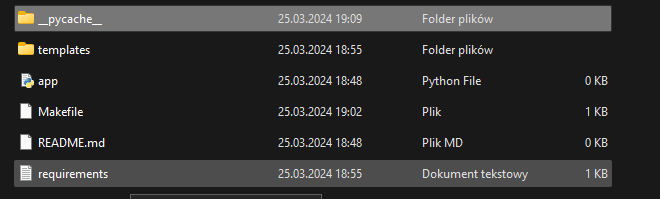 __pycache__ 25.03.2024 19:09 Folder plików
templates 25.03.2024 18:55 Folder plików
app 25.03.2024 18:48 Python File 0 KB
Makefile 25.03.2024 19:02 Plik 1 KB
README.md 25.03.2024 18:48 Plik MD 0 KB
requirements 25.03.2024 18:55 Dokument tekstowy 1 KB